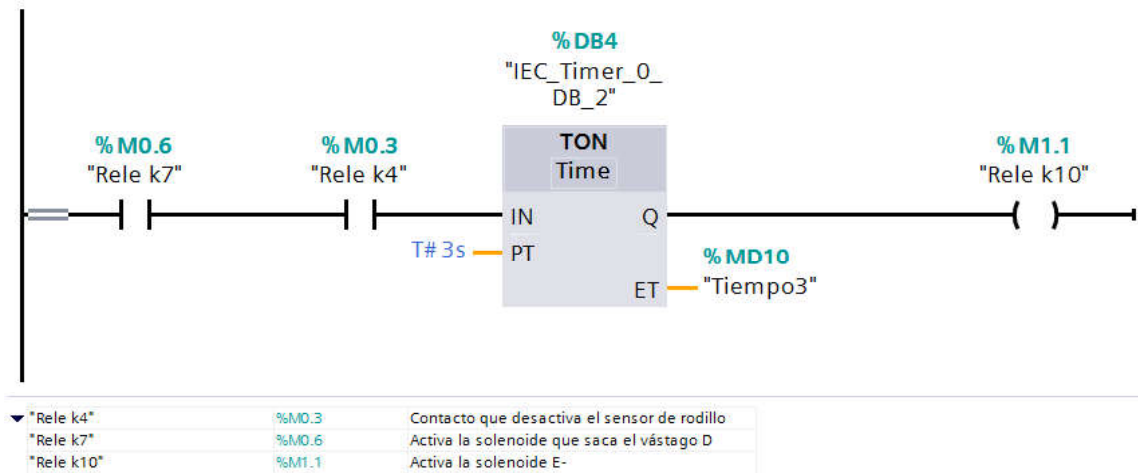 %DB4
"IEC_Timer_0_
DB_2"
%M0.6
"Rele k7"
%M0.3
"Rele k4"
TON
Time
%M1.1
"Rele k10"
IN
Q
T#3s
PT
%MD10
"Tiempo3"
ET
"Rele k4" %M0.3 Contacto que desactiva el sensor de rodillo
"Rele k7" %M0.6 Activa la solenoide que saca el vástago D
"Rele k10" %M1.1 Activa la solenoide E-